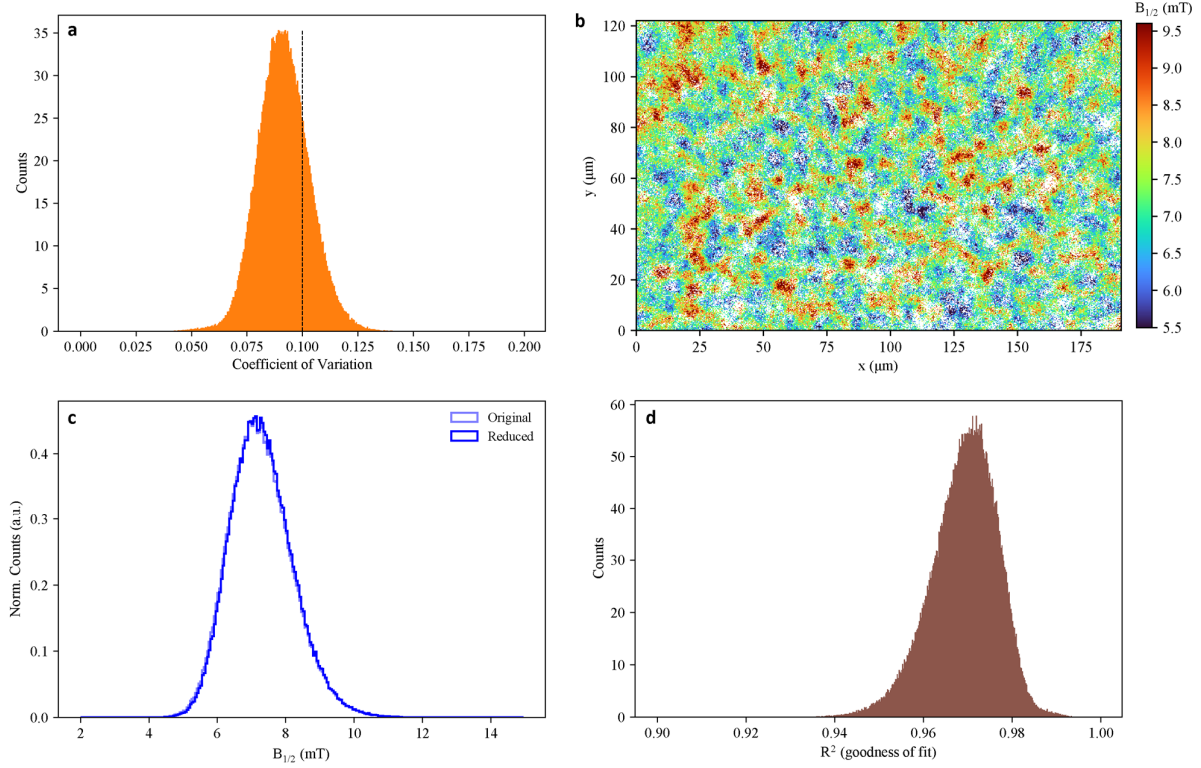 a
35
30
25
20
15
10
5
0
Counts
0.000 0.025 0.050 0.075 0.100 0.125 0.150 0.175 0.200
Coefficient of Variation
b
B1/2 (mT)
120
100
80
60
40
20
0
y (μm)
0 25 50 75 100 125 150 175
x (μm)
9.5
9.0
8.5
8.0
7.5
7.0
6.5
6.0
5.5
c
Original
Reduced
0.4
0.3
0.2
0.1
0.0
Norm. Counts (a.u.)
2 4 6 8 10 12 14
B1/2 (mT)
d
60
50
40
30
20
10
0
Counts
0.90 0.92 0.94 0.96 0.98 1.00
R² (goodness of fit)